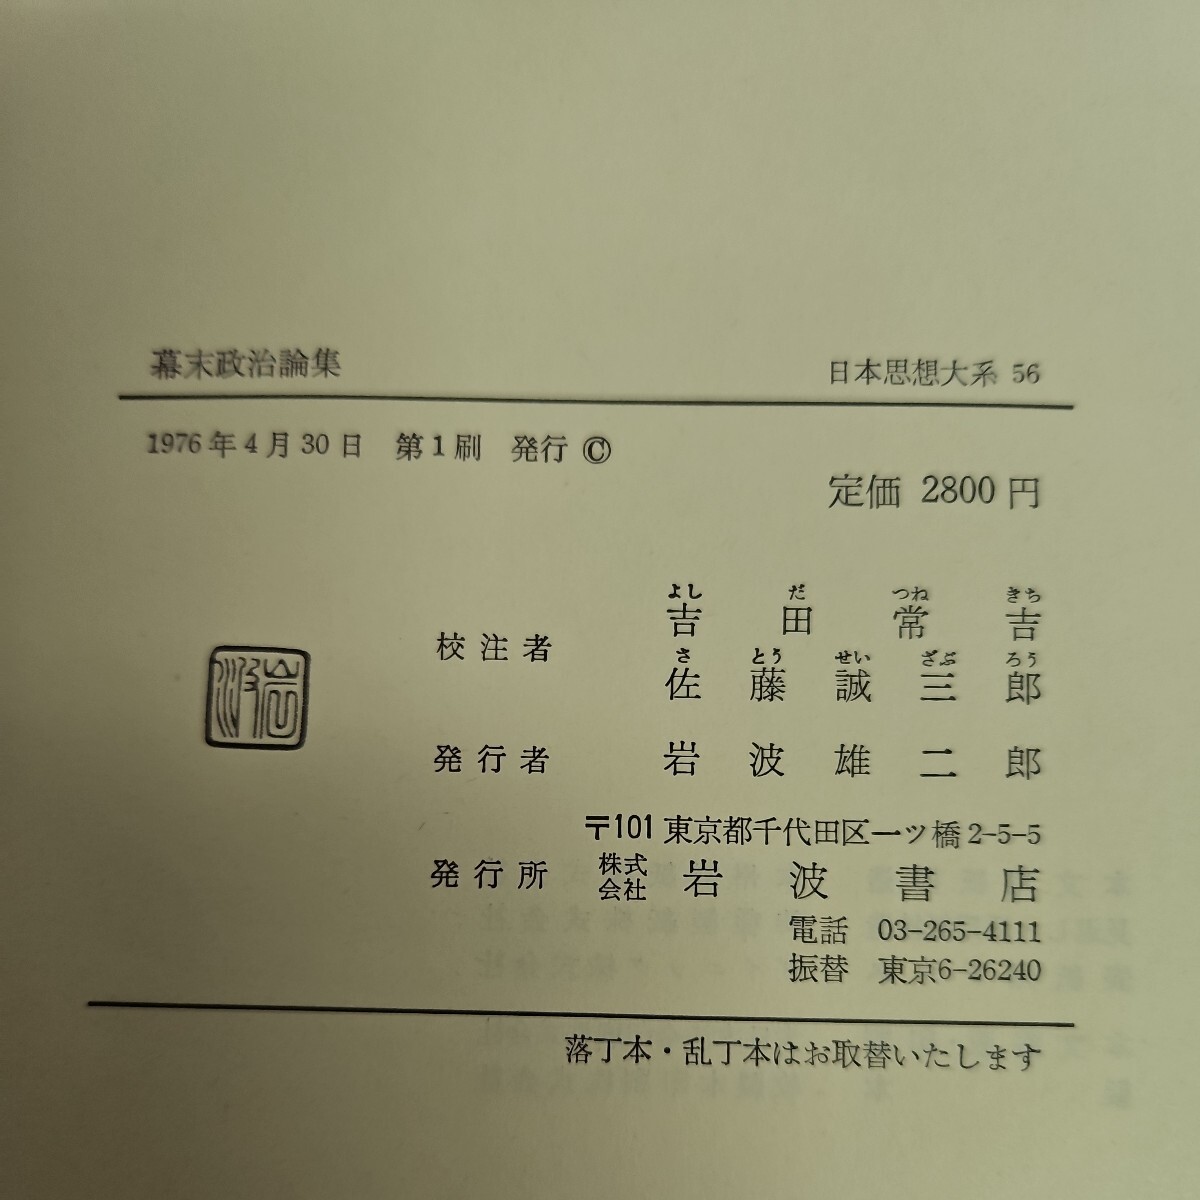 幕末政治論集 日本思想大系 56
1976年4月30日 第1刷 発行 ©
定価 2800円
よし だ つね きち
校注者 吉田常吉
さ とう せい ざぶ ろう
佐藤誠三郎
発行者 岩波雄二郎
〒101 東京都千代田区一ツ橋2-5-5
発行所 株式会社 岩波書店
電話 03-265-4111
振替 東京6-26240
落丁本・乱丁本はお取替いたします
岩波